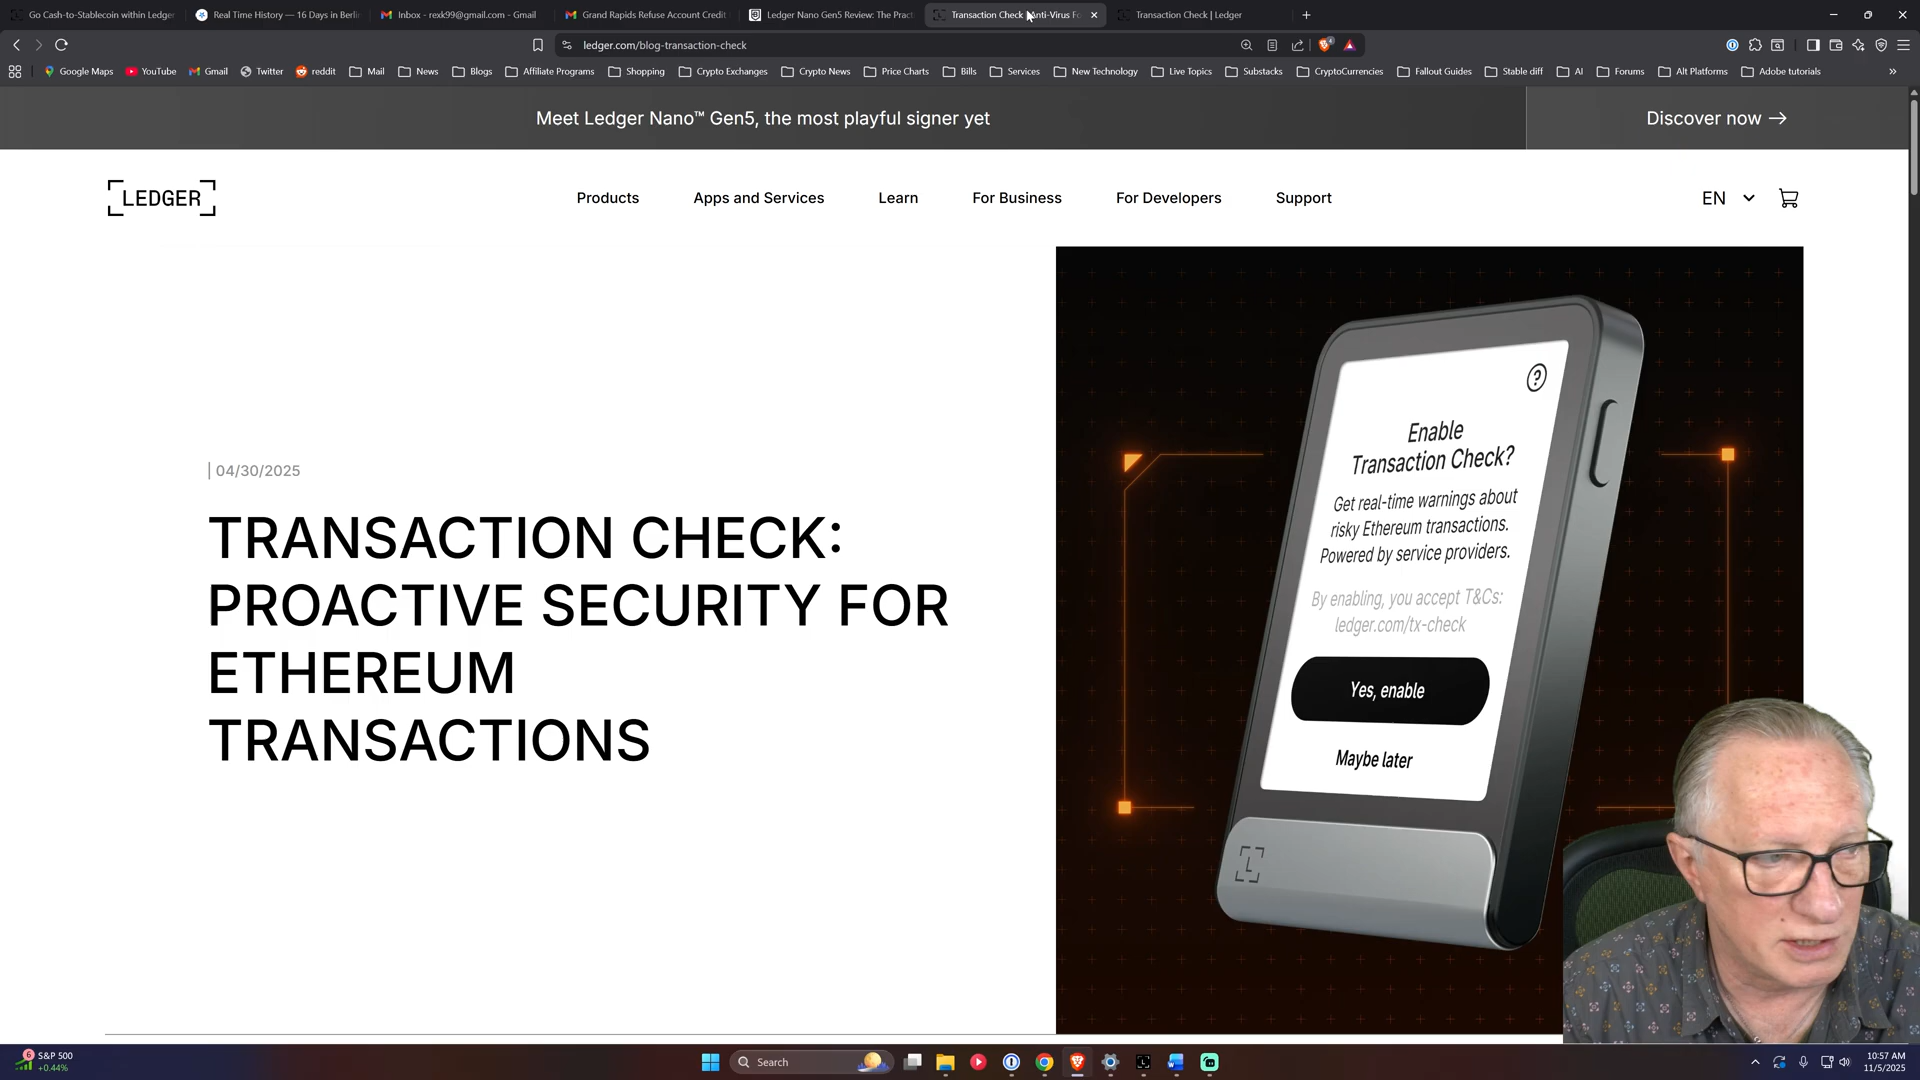 Go Cash-to-Stablecoin within Ledger
Real Time History — 16 Days in Berli
Inbox - rexk99@gmail.com - Gmail
Grand Rapids Refuse Account Credit
Ledger Nano Gen5 Review: The Pract
Transaction Check Anti-Virus Fo
Transaction Check | Ledger
ledger.com/blog-transaction-check
Google Maps
YouTube
Gmail
Twitter
reddit
Mail
News
Blogs
Affiliate Programs
Shopping
Crypto Exchanges
Crypto News
Price Charts
Bills
Services
New Technology
Live Topics
Substacks
CryptoCurrencies
Fallout Guides
Stable diff
AI
Forums
Alt Platforms
Adobe tutorials
Meet Ledger Nano™ Gen5, the most playful signer yet
Discover now →
LEDGER
Products
Apps and Services
Learn
For Business
For Developers
Support
EN
| 04/30/2025
TRANSACTION CHECK:
PROACTIVE SECURITY FOR
ETHEREUM
TRANSACTIONS
?
Enable
Transaction Check?
Get real-time warnings about
risky Ethereum transactions.
Powered by service providers.
By enabling, you accept T&Cs:
ledger.com/tx-check
Yes, enable
Maybe later
L
6
S&P 500
+0.44%
Search
10:57 AM
11/5/2025